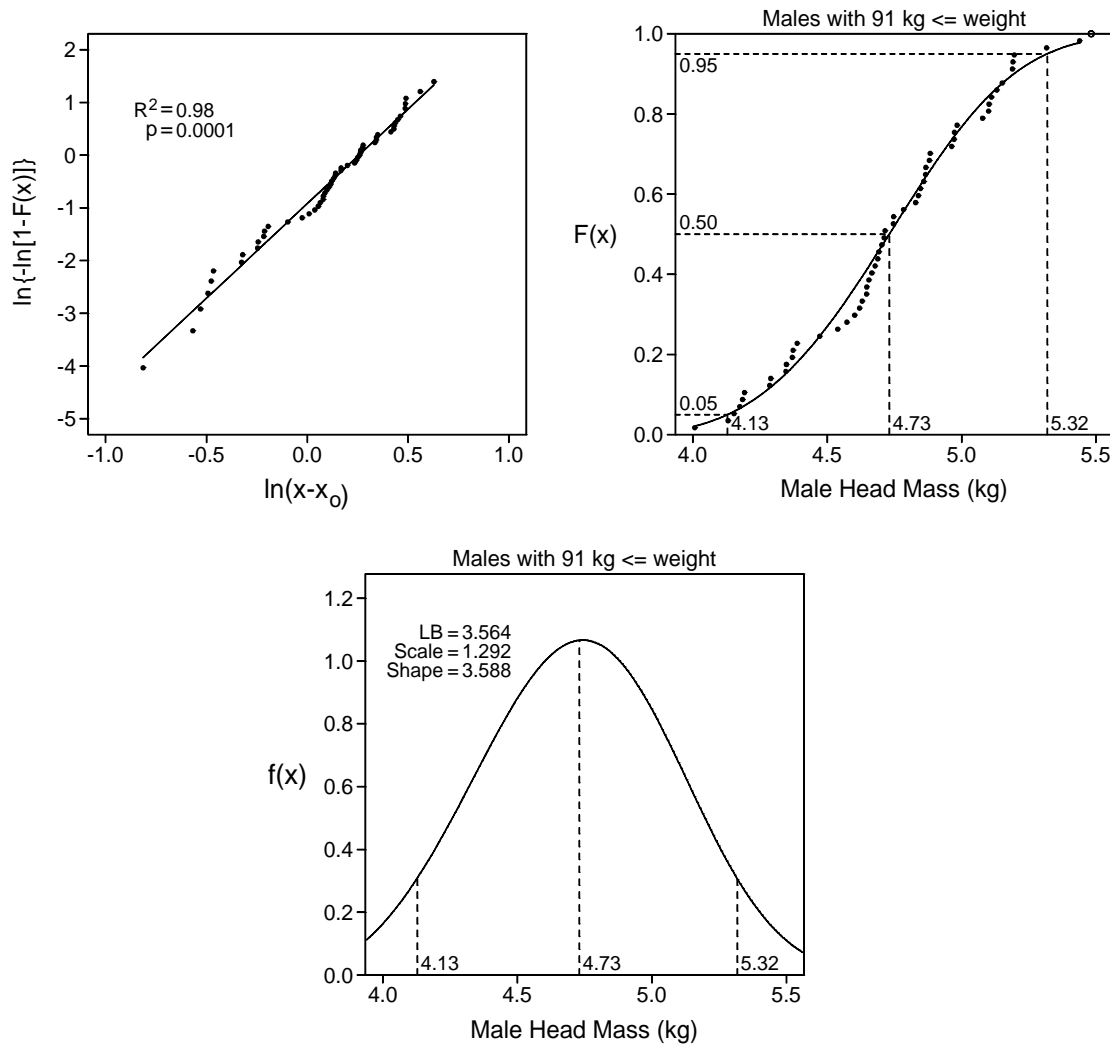 2
1
0
-1
-2
-3
-4
-5
ln{-ln[1-F(x)]}
R² = 0.98
p = 0.0001
-1.0 -0.5 0.0 0.5 1.0
ln(x-xₒ)
Males with 91 kg <= weight
1.0
0.8
0.6
0.4
0.2
0.0
F(x)
0.95
0.50
0.05
4.13 4.73 5.32
4.0 4.5 5.0 5.5
Male Head Mass (kg)
Males with 91 kg <= weight
1.2
1.0
0.8
0.6
0.4
0.2
0.0
f(x)
LB = 3.564
Scale = 1.292
Shape = 3.588
4.13 4.73 5.32
4.0 4.5 5.0 5.5
Male Head Mass (kg)